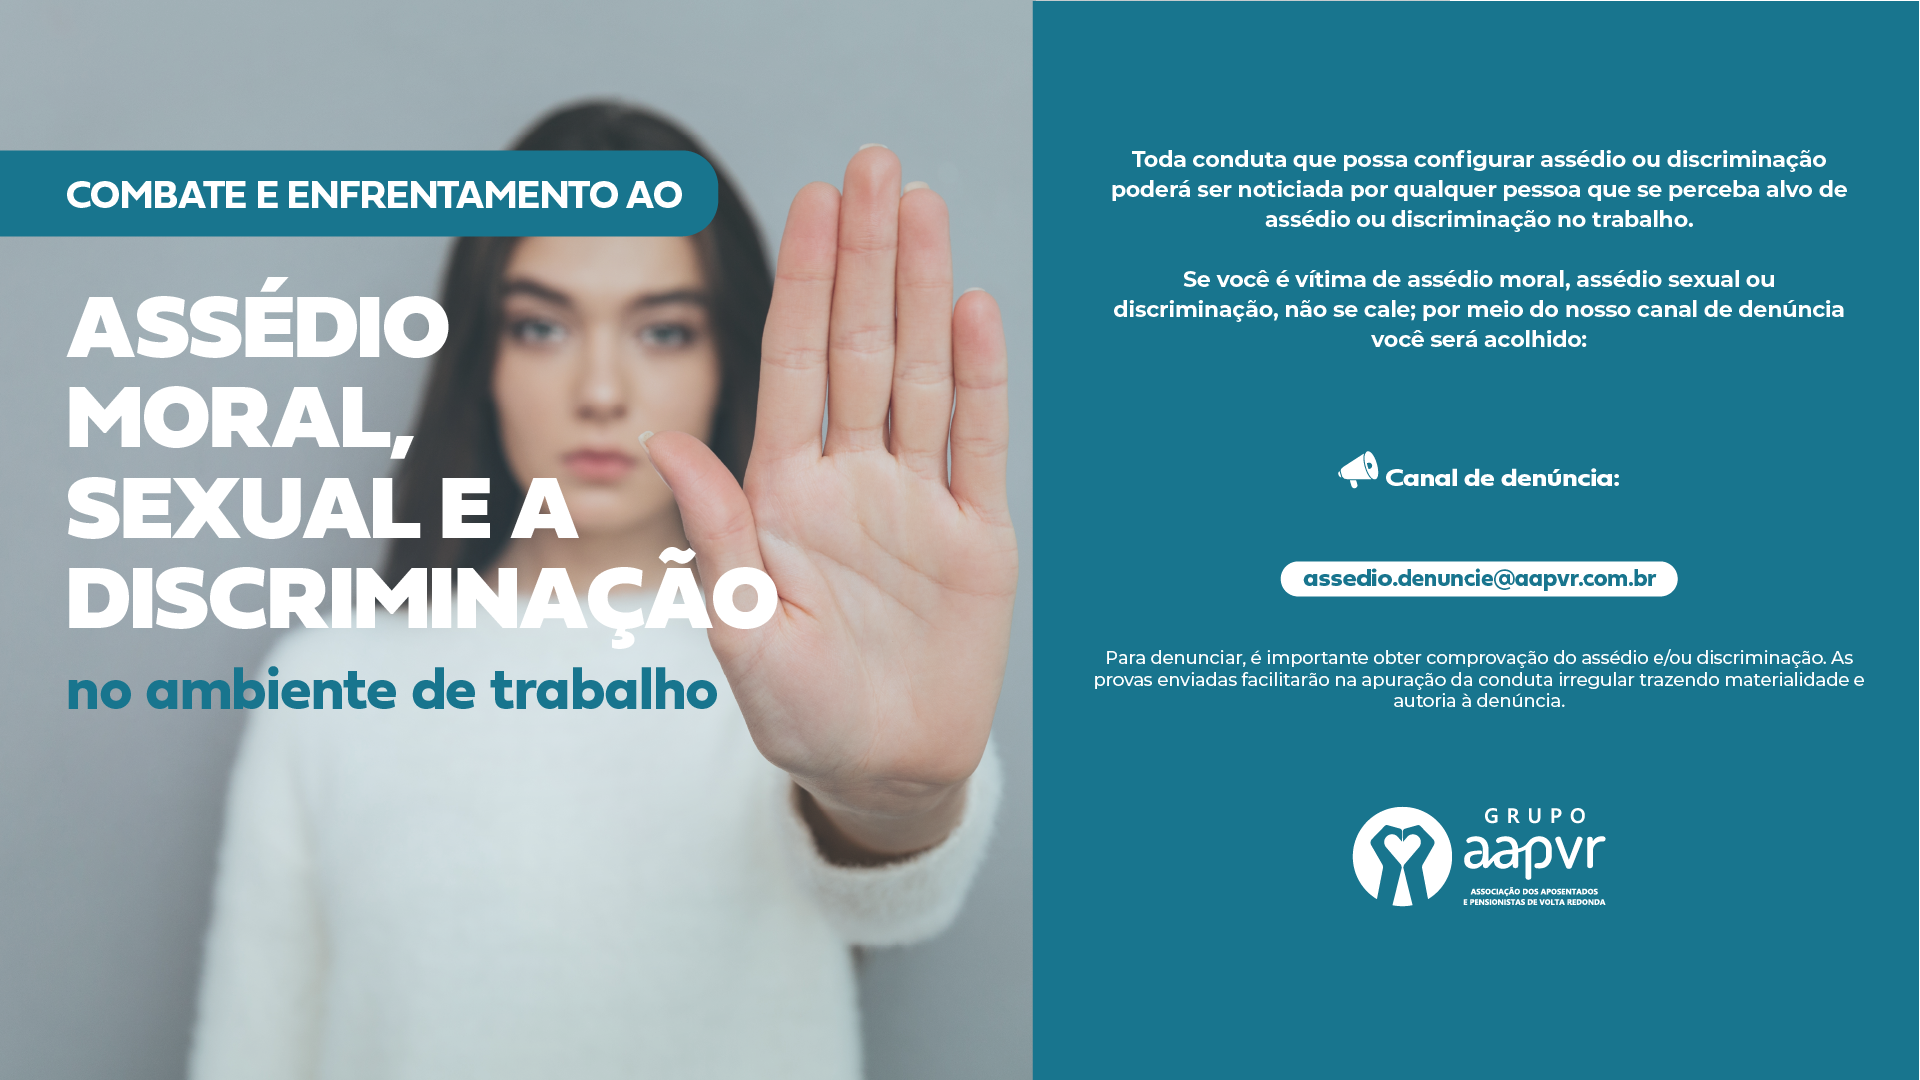 COMBATE E ENFRENTAMENTO AO
ASSÉDIO
MORAL,
SEXUAL E A
DISCRIMINAÇÃO
no ambiente de trabalho
Toda conduta que possa configurar assédio ou discriminação
poderá ser noticiada por qualquer pessoa que se perceba alvo de
assédio ou discriminação no trabalho.
Se você é vítima de assédio moral, assédio sexual ou
discriminação, não se cale; por meio do nosso canal de denúncia
você será acolhido:
Canal de denúncia:
assedio.denuncie@aapvr.com.br
Para denunciar, é importante obter comprovação do assédio e/ou discriminação. As
provas enviadas facilitarão na apuração da conduta irregular trazendo materialidade e
autoria à denúncia.
GRUPO
aapvr
ASSOCIAÇÃO DOS APOSENTADOS
E PENSIONISTAS DE VOLTA REDONDA